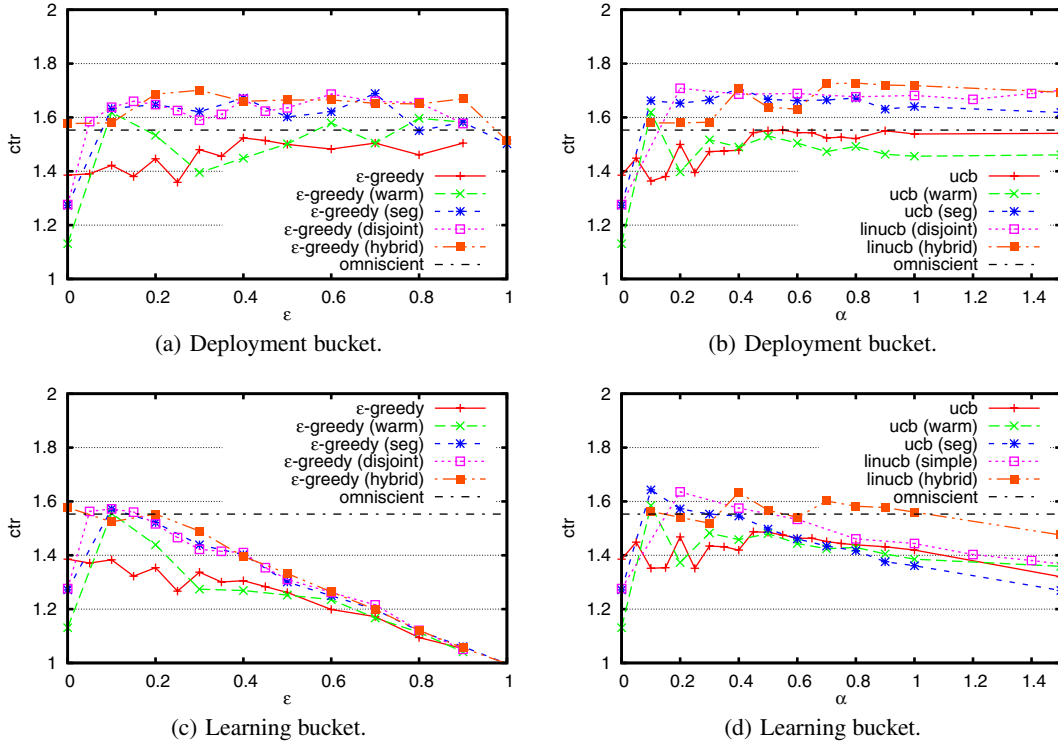 2
1.8
1.6
1.4
1.2
1
ctr
0
0.2
0.4
0.6
0.8
1
ε
ε-greedy
ε-greedy (warm)
ε-greedy (seg)
ε-greedy (disjoint)
ε-greedy (hybrid)
omniscient
(a) Deployment bucket.
2
1.8
1.6
1.4
1.2
1
ctr
0
0.2
0.4
0.6
0.8
1
1.2
1.4
α
ucb
ucb (warm)
ucb (seg)
linucb (disjoint)
linucb (hybrid)
omniscient
(b) Deployment bucket.
2
1.8
1.6
1.4
1.2
1
ctr
0
0.2
0.4
0.6
0.8
1
ε
ε-greedy
ε-greedy (warm)
ε-greedy (seg)
ε-greedy (disjoint)
ε-greedy (hybrid)
omniscient
(c) Learning bucket.
2
1.8
1.6
1.4
1.2
1
ctr
0
0.2
0.4
0.6
0.8
1
1.2
1.4
α
ucb
ucb (warm)
ucb (seg)
linucb (simple)
linucb (hybrid)
omniscient
(d) Learning bucket.